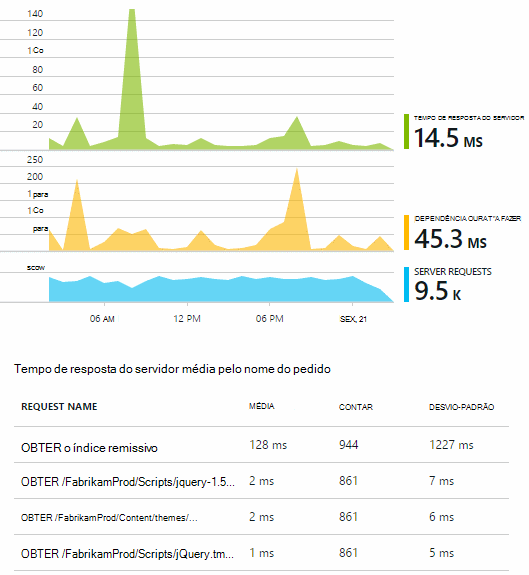 140
120
1Co
80
60
40
20
TEMPO DE RESPOSTA DO SERVIDOR
14.5 MS
250
200
1 para
1Co
para
DEPENDÊNCIA OURAT"A FAZER
45.3 MS
scow
SERVER REQUESTS
9.5 K
06 AM 12 PM 06 PM SEX, 21
Tempo de resposta do servidor média pelo nome do pedido
REQUEST NAME MÉDIA CONTAR DESVIO-PADRÃO
OBTER o índice remissivo 128 ms 944 1227 ms
OBTER /FabrikamProd/Scripts/jquery-1.5... 2 ms 861 7 ms
OBTER /FabrikamProd/Content/themes/... 2 ms 861 6 ms
OBTER /FabrikamProd/Scripts/jQuery.tm... 1 ms 861 5 ms